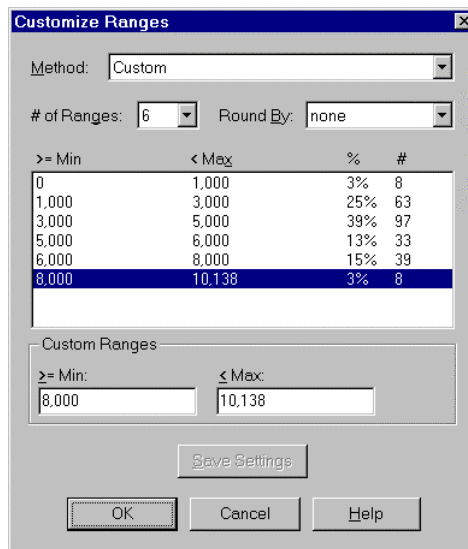 Customize Ranges
Method: Custom
# of Ranges: 6 Round By: none
>= Min < Max % #
0 1,000 3% 8
1,000 3,000 25% 63
3,000 5,000 39% 97
5,000 6,000 13% 33
6,000 8,000 15% 39
8,000 10,138 3% 8
Custom Ranges
>= Min: < Max:
8,000 10,138
Save Settings
OK Cancel Help